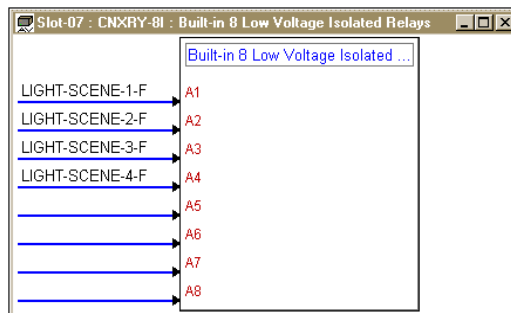 Slot-07 : CNXRY-8I : Built-in 8 Low Voltage Isolated Relays
Built-in 8 Low Voltage Isolated ...
LIGHT-SCENE-1-F A1
LIGHT-SCENE-2-F A2
LIGHT-SCENE-3-F A3
LIGHT-SCENE-4-F A4
A5
A6
A7
A8